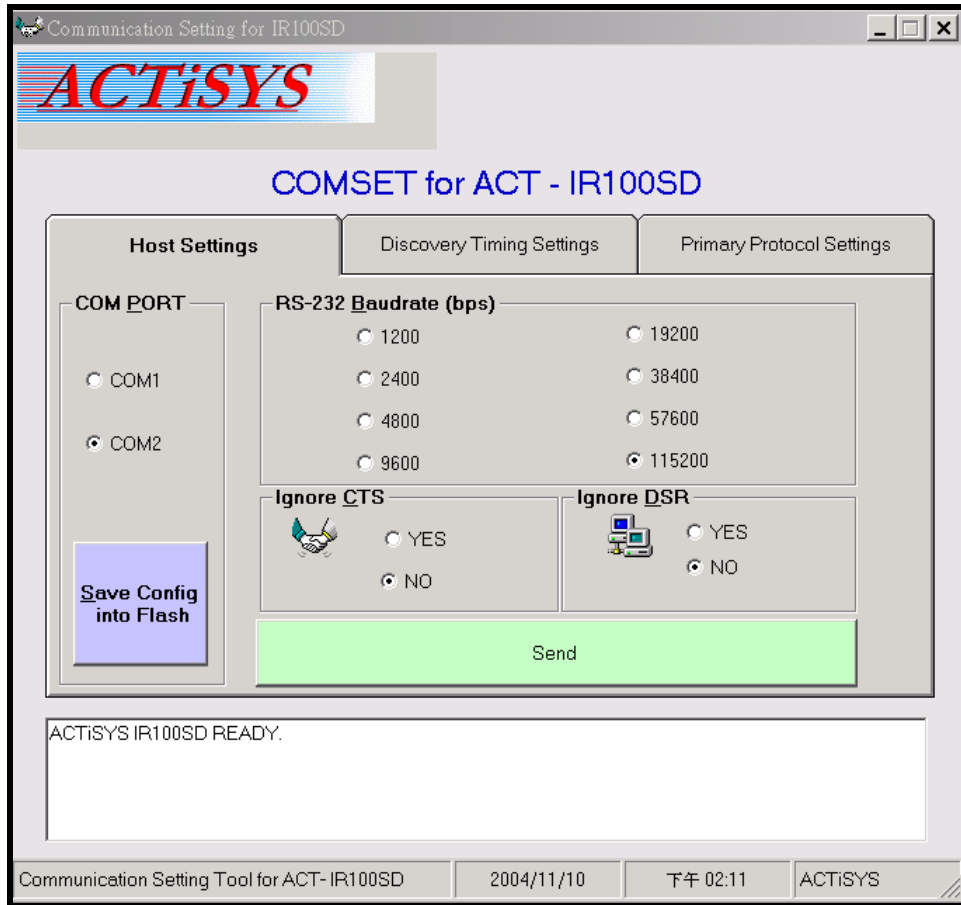 Communication Setting for IR100SD
ACTiSYS
COMSET for ACT - IR100SD
Host Settings
Discovery Timing Settings
Primary Protocol Settings
COM PORT
COM1
COM2
Save Config
into Flash
RS-232 Baudrate (bps)
1200
2400
4800
9600
19200
38400
57600
115200
Ignore CTS
YES
NO
Ignore DSR
YES
NO
Send
ACTiSYS IR100SD READY.
Communication Setting Tool for ACT- IR100SD
2004/11/10
下午 02:11
ACTiSYS